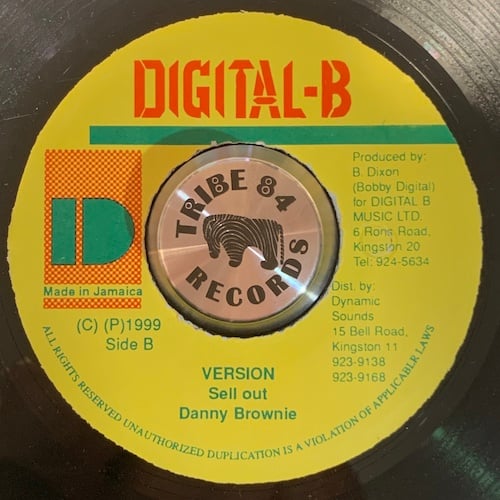 DIGITAL-B
TRIBE 84
RECORDS
Produced by:
B. Dixon
(Bobby Digital)
for DIGITAL B
MUSIC LTD.
6 Rons Road,
Kingston 20
Tel: 924-5634
D
Made in Jamaica
Dist. by:
Dynamic
Sounds
15 Bell Road,
Kingston 11
923-9138
923-9168
(C) (P)1999
Side B
VERSION
Sell out
Danny Brownie
ALL RIGHTS RESERVED UNAUTHORIZED DUPLICATION IS A VIOLATION OF APPLICABLR LAWS